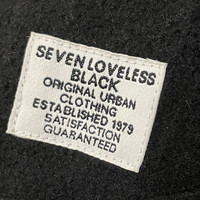 SEVEN LOVELESS
BLACK
ORIGINAL URBAN
CLOTHING
ESTABLISHED 1979
SATISFACTION
GUARANTEED